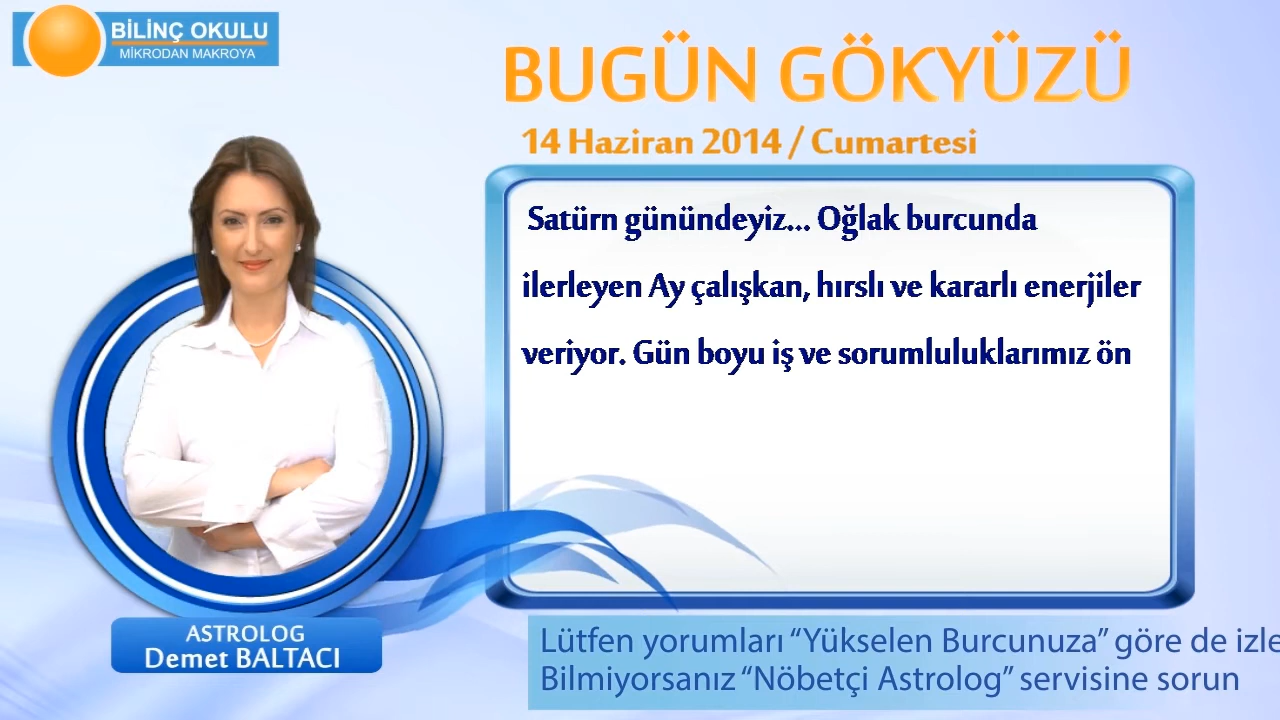 BİLİNÇ OKULU
MİKRODAN MAKROYA
BUGÜN GÖKYÜZÜ
14 Haziran 2014 / Cumartesi
Satürn günündeyiz... Oğlak burcunda
ilerleyen Ay çalışkan, hırslı ve kararlı enerjiler
veriyor. Gün boyu iş ve sorumluluklarımız ön
ASTROLOG
Demet BALTACI
Lütfen yorumları “Yükselen Burcunuza” göre de izle
Bilmiyorsanız “Nöbetçi Astrolog” servisine sorun